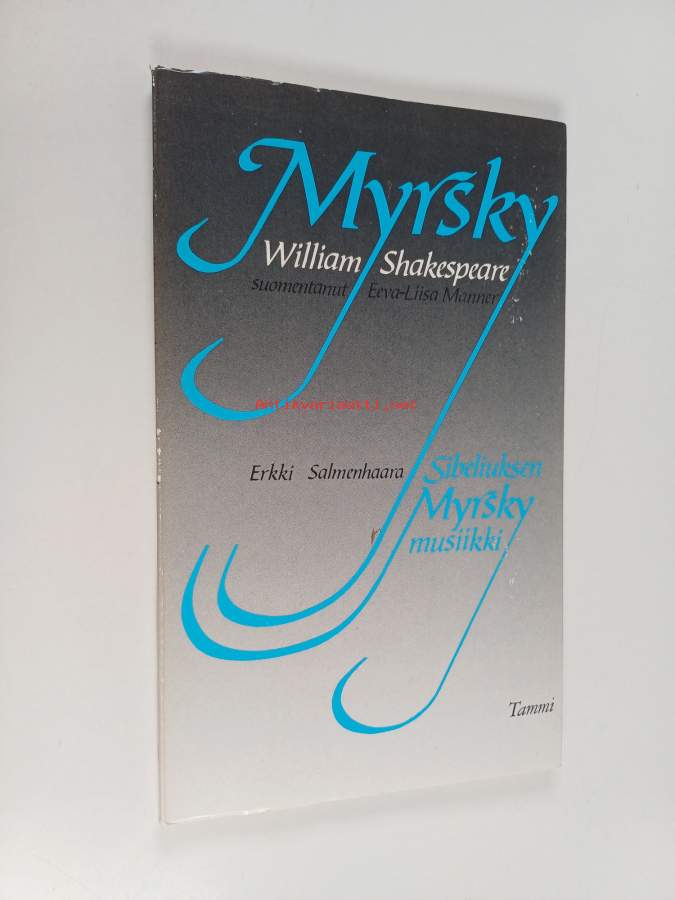 Myrsky
William Shakespeare
suomentanut Eeva-Liisa Manner
antikvariaatti.net
Erkki Salmenhaara Sibeliuksen
Myrsky
musiikki
Tammi